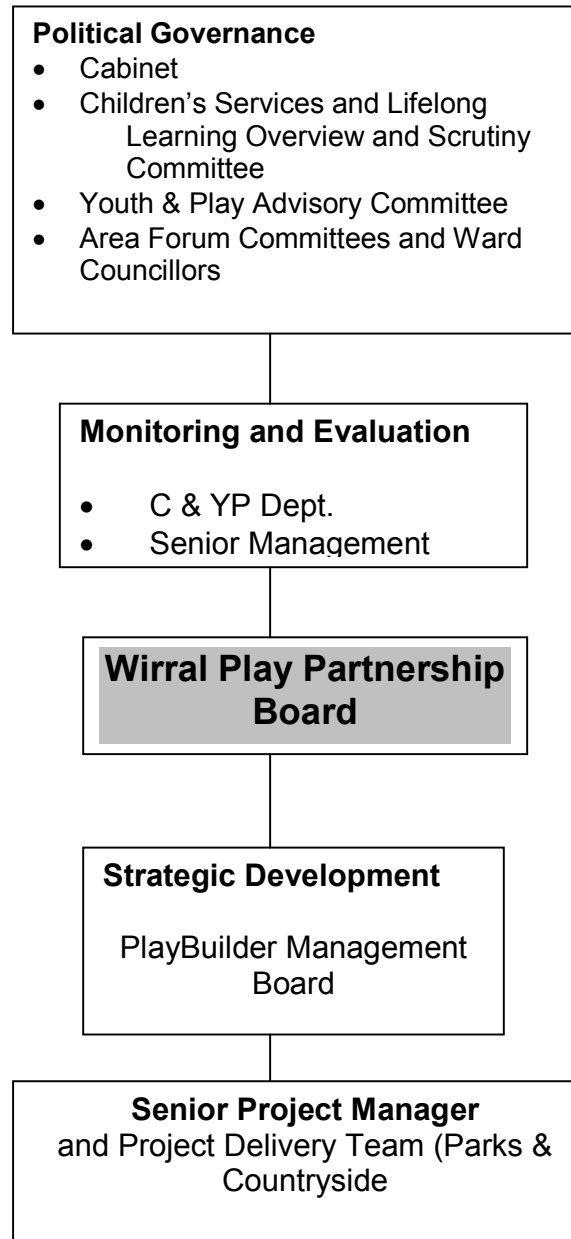 Political Governance
• Cabinet
• Children's Services and Lifelong
Learning Overview and Scrutiny
Committee
• Youth & Play Advisory Committee
• Area Forum Committees and Ward
Councillors
Monitoring and Evaluation
• C & YP Dept.
• Senior Management
Wirral Play Partnership
Board
Strategic Development
PlayBuilder Management
Board
Senior Project Manager
and Project Delivery Team (Parks &
Countryside